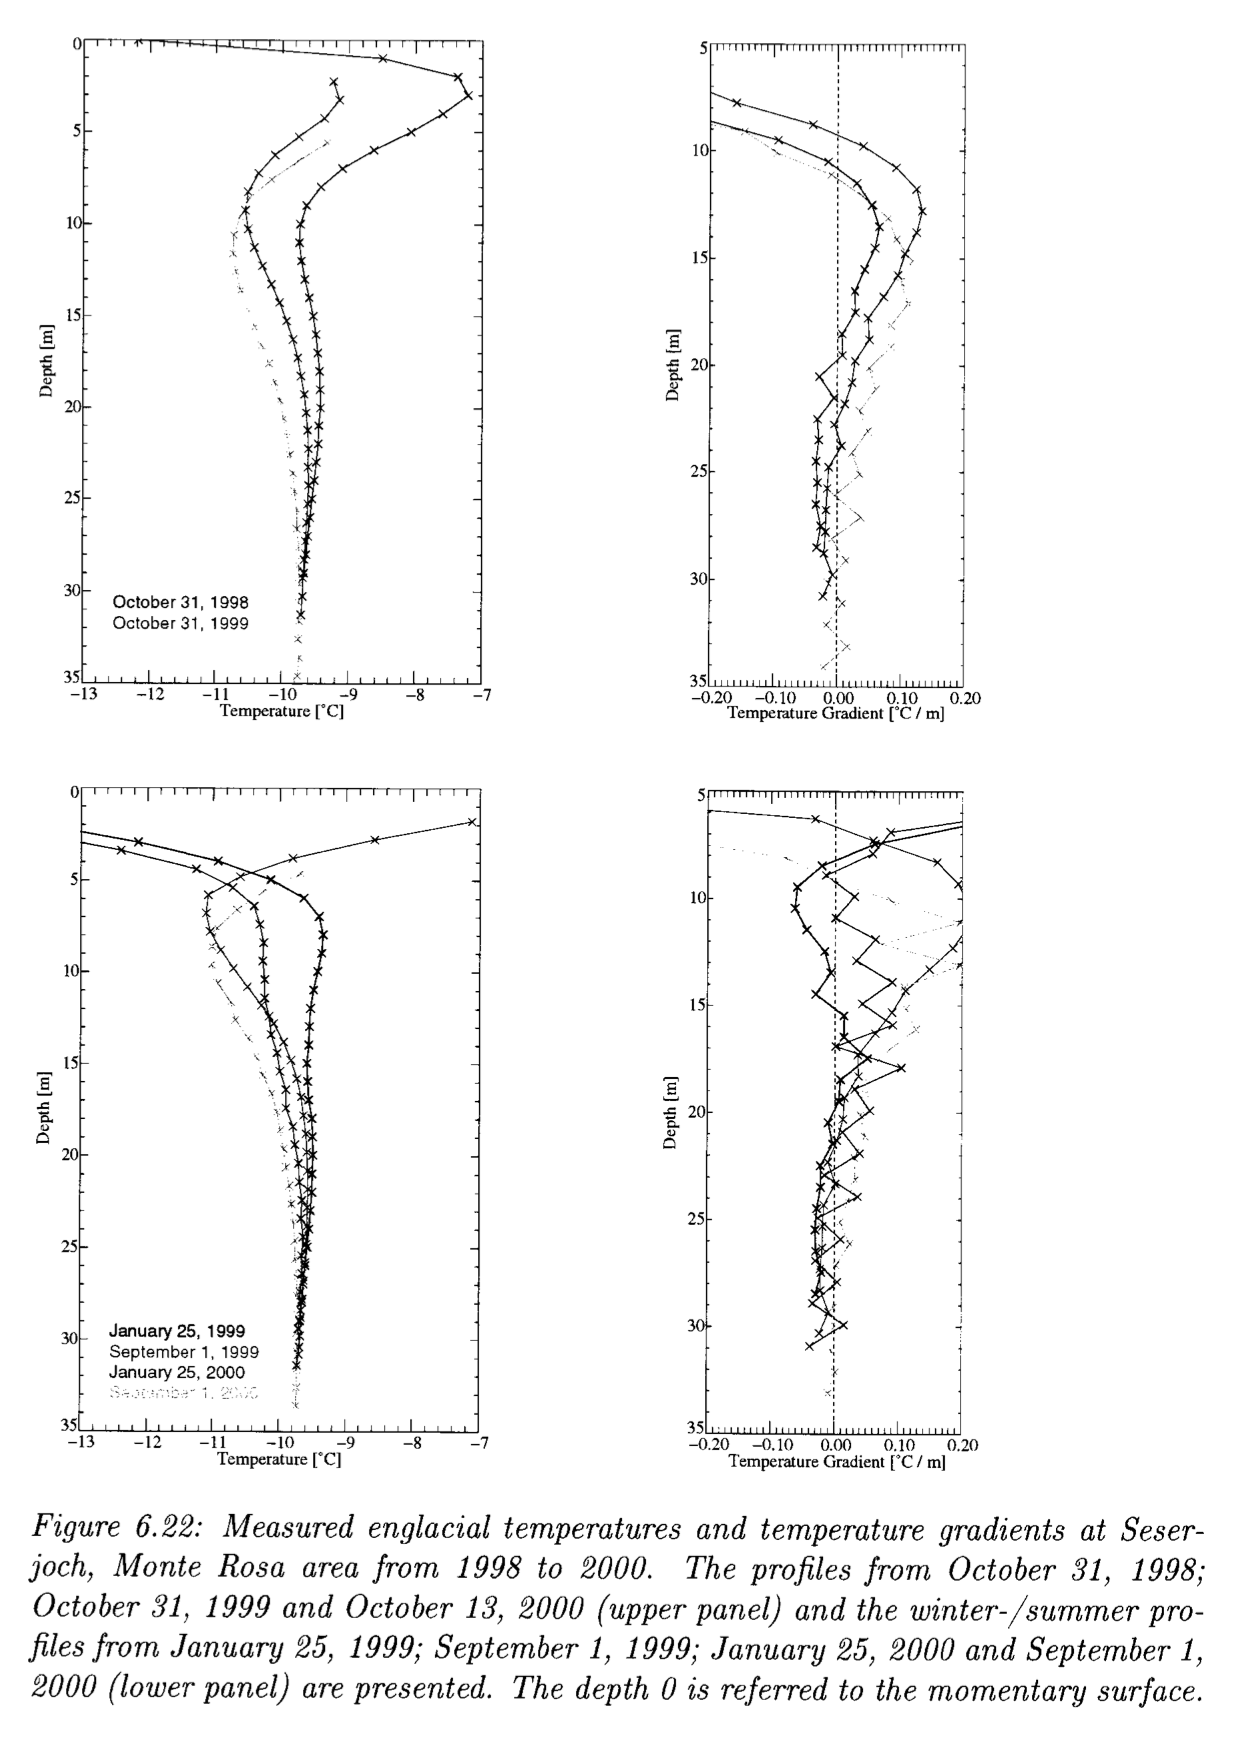 0
5
10
15
20
25
30
35
Depth [m]
October 31, 1998
October 31, 1999
−13 −12 −11 −10 −9 −8 −7
Temperature [°C]
5
10
15
20
25
30
35
Depth [m]
−0.20 −0.10 0.00 0.10 0.20
Temperature Gradient [°C / m]
0
5
10
15
20
25
30
35
Depth [m]
January 25, 1999
September 1, 1999
January 25, 2000
September 1, 2000
−13 −12 −11 −10 −9 −8 −7
Temperature [°C]
5
10
15
20
25
30
35
Depth [m]
−0.20 −0.10 0.00 0.10 0.20
Temperature Gradient [°C / m]
Figure 6.22: Measured englacial temperatures and temperature gradients at Seser-
joch, Monte Rosa area from 1998 to 2000. The profiles from October 31, 1998;
October 31, 1999 and October 13, 2000 (upper panel) and the winter-/summer pro-
files from January 25, 1999; September 1, 1999; January 25, 2000 and September 1,
2000 (lower panel) are presented. The depth 0 is referred to the momentary surface.